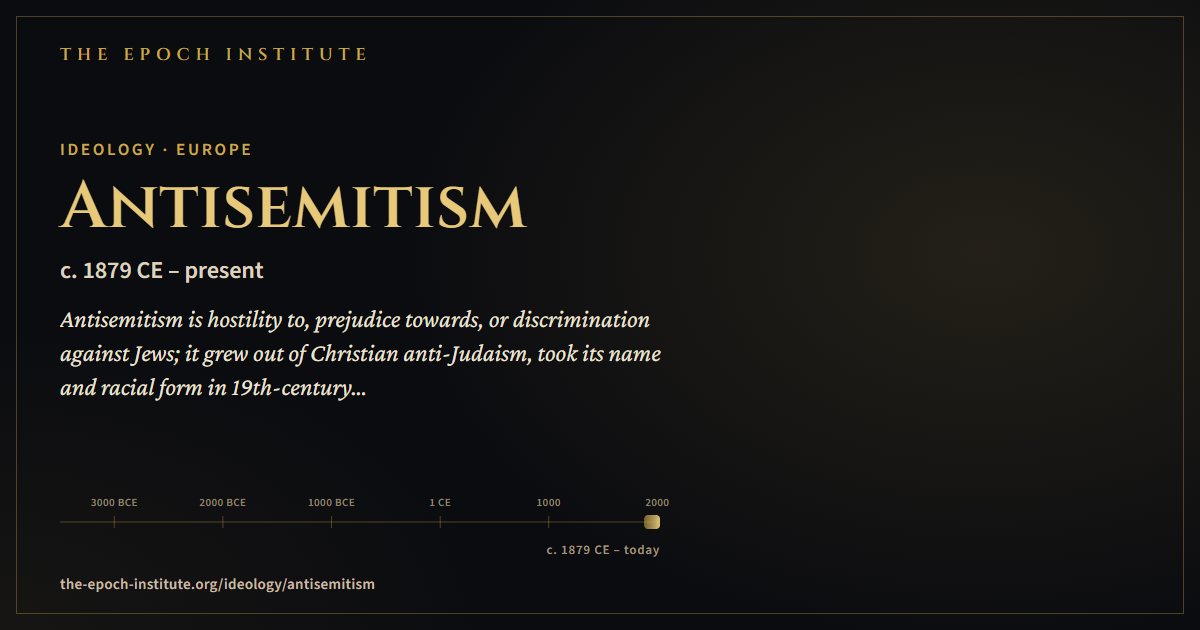 THE EPOCH INSTITUTE
IDEOLOGY · EUROPE
ANTISEMITISM
c. 1879 CE – present
Antisemitism is hostility to, prejudice towards, or discrimination
against Jews; it grew out of Christian anti-Judaism, took its name
and racial form in 19th-century...
3000 BCE 2000 BCE 1000 BCE 1 CE 1000 2000
c. 1879 CE – today
the-epoch-institute.org/ideology/antisemitism